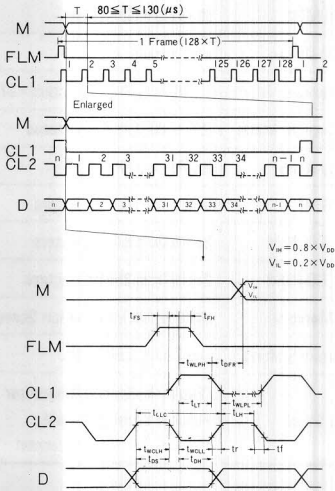 T 80≦T≦130(μs)
M
1 Frame(128×T)
FLM
1 2 3 4 5 125 126 127 128 1 2
CL1
Enlarged
M
CL1
CL2
n 1 2 3 31 32 33 34 n-1 n
D
n 1 2 3 31 32 33 34 n-1 n
VIH=0.8×VDD
VIL=0.2×VDD
M
VIH
VIL
tFS tFH
FLM
tWLPH tDFR
CL1
tLT tWLPL
tCLC tLH
CL2
tWCLH tWCLL tr tf
tDS tDH
D